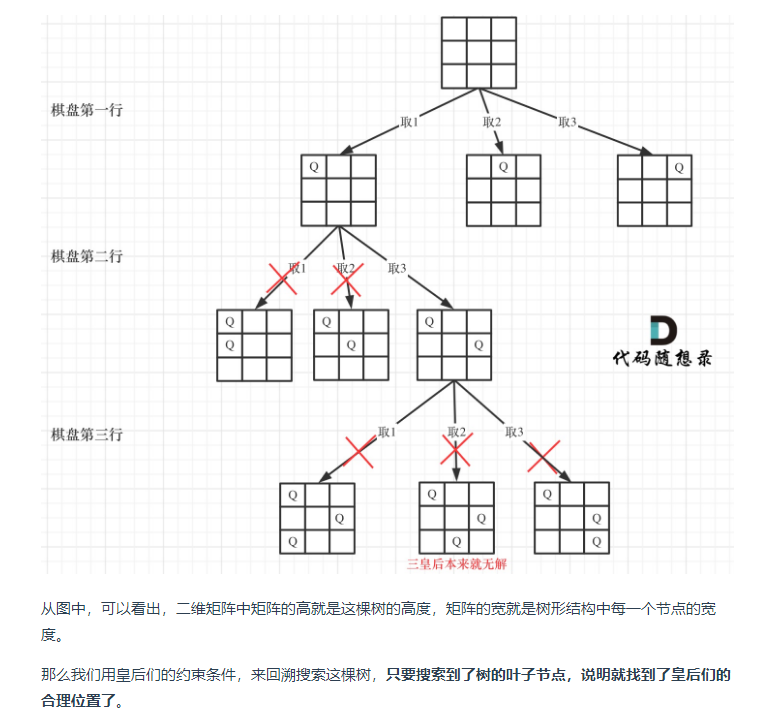 棋盘第一行
取1 取2 取3
Q Q Q
棋盘第二行
取1 取2 取3
Q Q Q
Q Q Q
代码随想录
棋盘第三行
取1 取2 取3
Q Q Q
Q Q Q
Q Q Q
三皇后本来就无解
从图中，可以看出，二维矩阵中矩阵的高就是这棵树的高度，矩阵的宽就是树形结构中每一个节点的宽
度。
那么我们用皇后们的约束条件，来回溯搜索这棵树，只要搜索到了树的叶子节点，说明就找到了皇后们的
合理位置了。